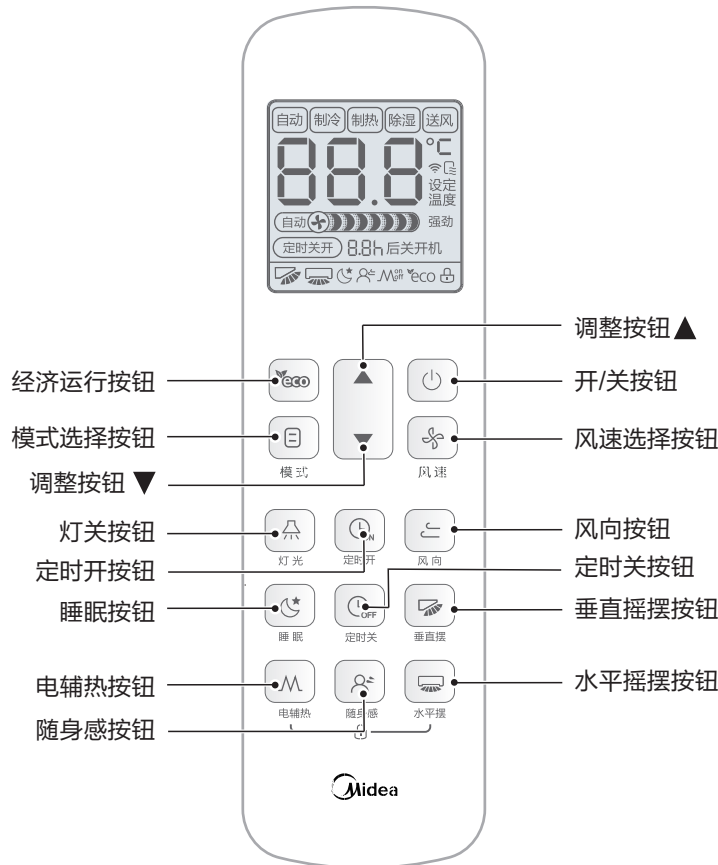 自动 制冷 制热 除湿 送风
88.8 °C
设定
温度
自动 强劲
定时关开 8.8h 后关开机
on
off
eco
调整按钮▲
经济运行按钮
eco
开/关按钮
模式选择按钮
风速选择按钮
模式
风速
调整按钮▼
灯关按钮
ON
风向按钮
灯光
定时开
风向
定时开按钮
定时关按钮
睡眠按钮
OFF
垂直摇摆按钮
睡眠
定时关
垂直摆
电辅热按钮
水平摇摆按钮
电辅热
随身感
水平摆
随身感按钮
Midea